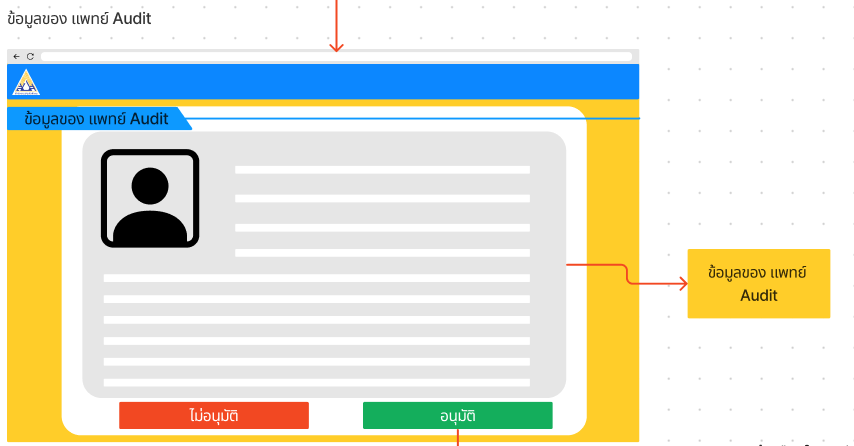 ข้อมูลของ แพทย์ Audit
ข้อมูลของ แพทย์ Audit
ข้อมูลของ แพทย์
Audit
ไม่อนุมัติ
อนุมัติ